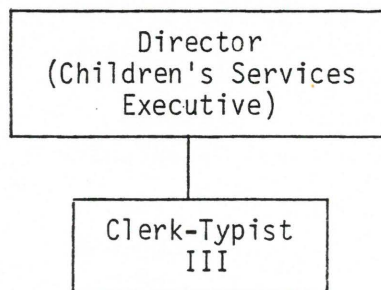 Director
(Children's Services
Executive)
Clerk-Typist
III